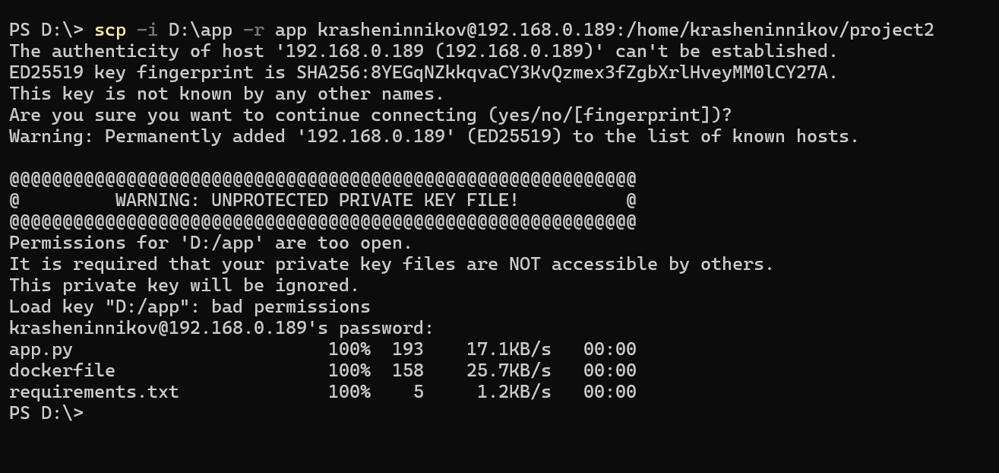 PS D:\> scp -i D:\app -r app krasheninnikov@192.168.0.189:/home/krasheninnikov/project2
The authenticity of host '192.168.0.189 (192.168.0.189)' can't be established.
ED25519 key fingerprint is SHA256:8YEGqNZkkqvaCY3KvQzmex3fZgbXrlHveyMM0lCY27A.
This key is not known by any other names.
Are you sure you want to continue connecting (yes/no/[fingerprint])?
Warning: Permanently added '192.168.0.189' (ED25519) to the list of known hosts.
@@@@@@@@@@@@@@@@@@@@@@@@@@@@@@@@@@@@@@@@@@@@@@@@@@@@@@@@@@@
@         WARNING: UNPROTECTED PRIVATE KEY FILE!          @
@@@@@@@@@@@@@@@@@@@@@@@@@@@@@@@@@@@@@@@@@@@@@@@@@@@@@@@@@@@
Permissions for 'D:/app' are too open.
It is required that your private key files are NOT accessible by others.
This private key will be ignored.
Load key "D:/app": bad permissions
krasheninnikov@192.168.0.189's password:
app.py                        100%  193    17.1KB/s   00:00
dockerfile                    100%  158    25.7KB/s   00:00
requirements.txt              100%    5     1.2KB/s   00:00
PS D:\>